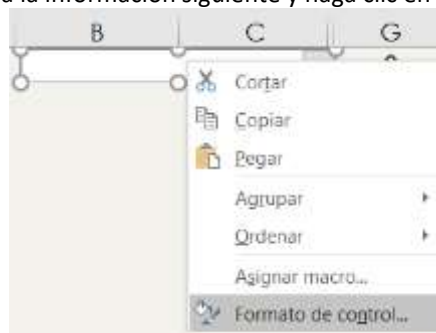 la información siguiente y haga clic en
B C G
Cortar
Copiar
Pegar
Agrupar
Ordenar
Asignar macro...
Formato de control...